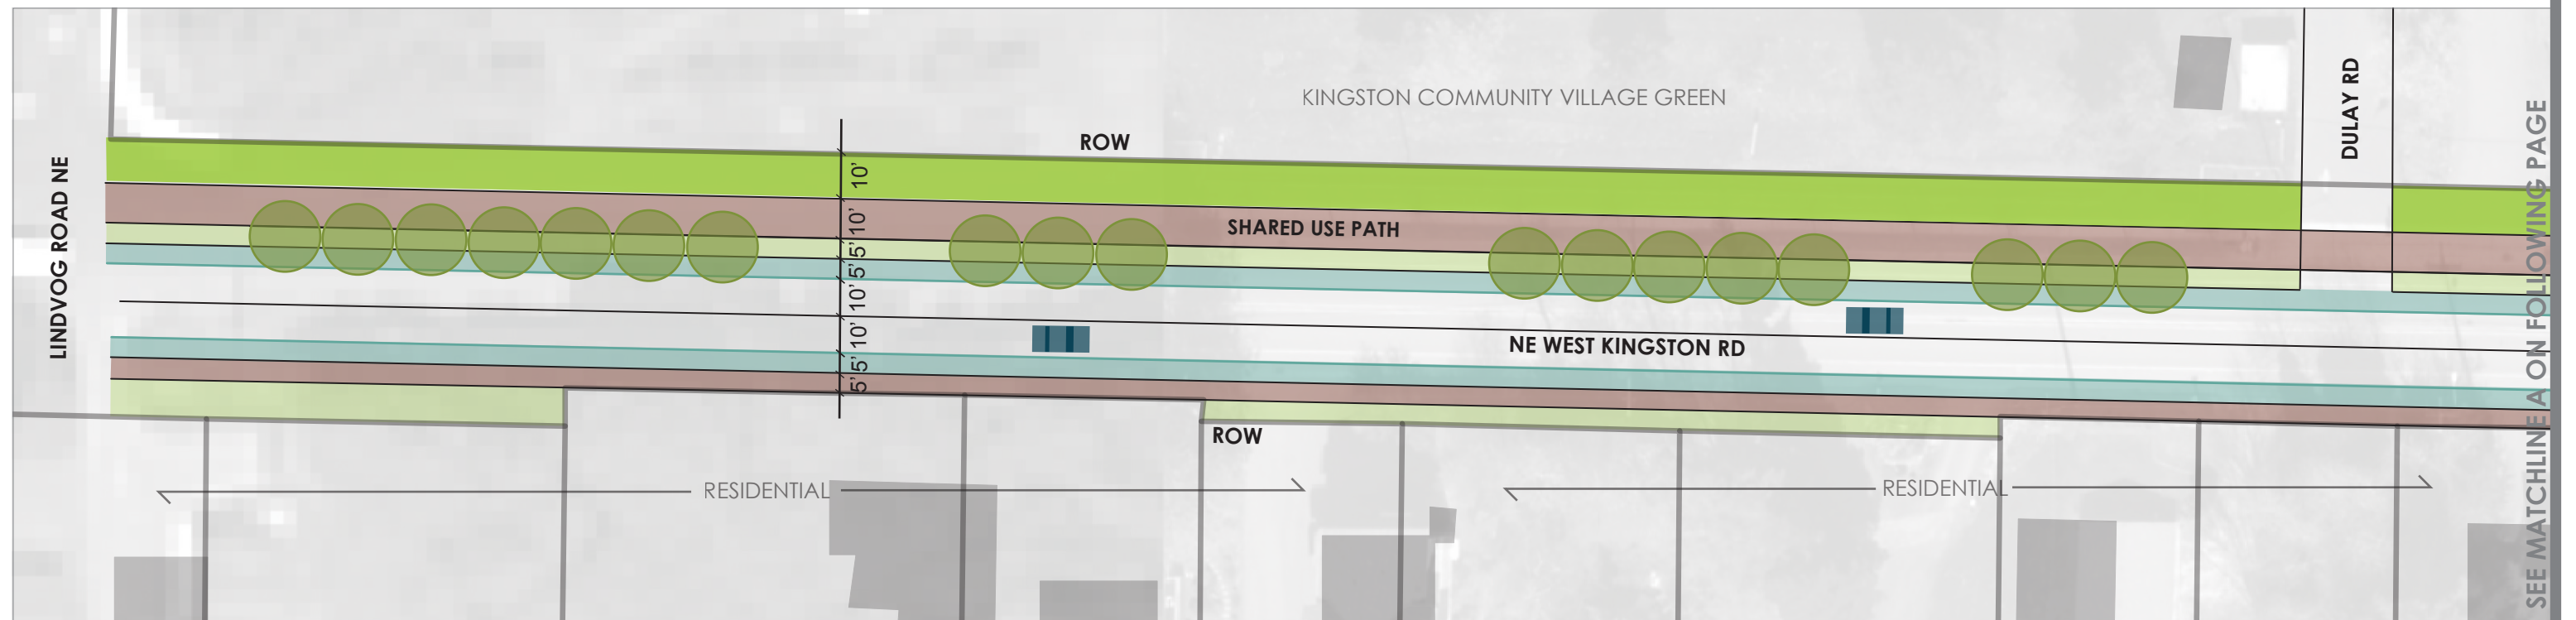 KINGSTON COMMUNITY VILLAGE GREEN
DULAY RD
LINDVOG ROAD NE
ROW
10'
10'
SHARED USE PATH
5'
5'
10'
10'
NE WEST KINGSTON RD
5'
5'
ROW
RESIDENTIAL
RESIDENTIAL
SEE MATCHLINE A ON FOLLOWING PAGE